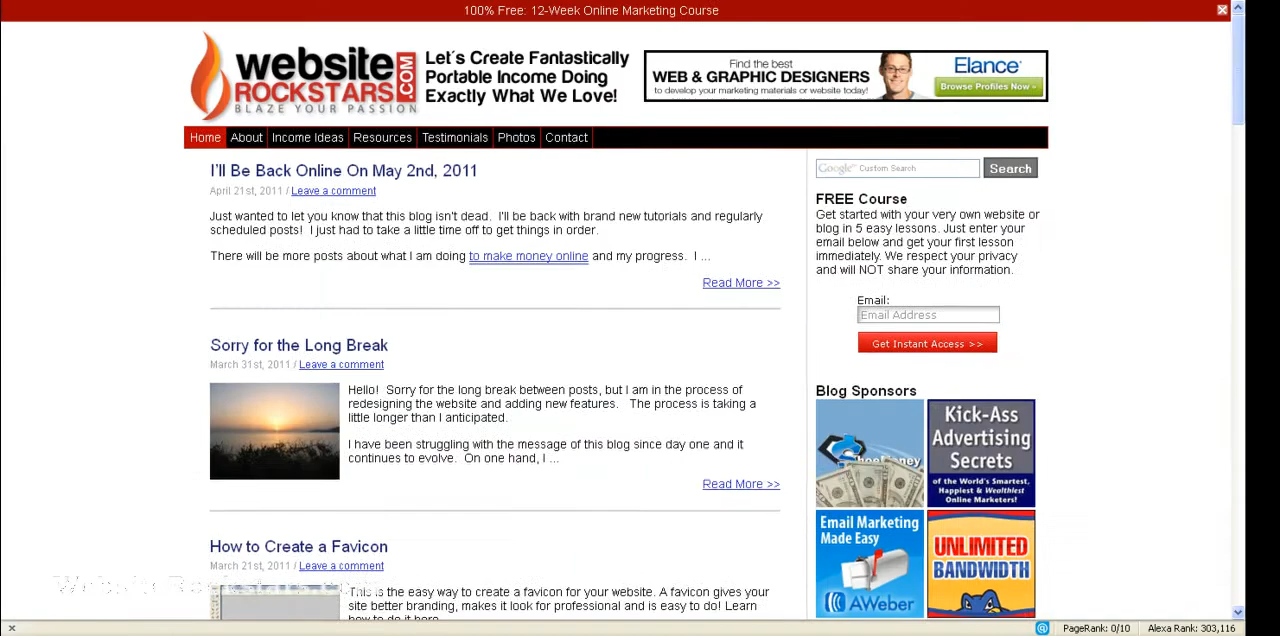 100% Free: 12-Week Online Marketing Course
website
ROCKSTARS
.COM
BLAZE YOUR PASSION
Let's Create Fantastically
Portable Income Doing
Exactly What We Love!
Find the best
WEB & GRAPHIC DESIGNERS
to develop your marketing materials or website today!
Elance
Browse Profiles Now
Home About Income Ideas Resources Testimonials Photos Contact
I'll Be Back Online On May 2nd, 2011
April 21st, 2011 / Leave a comment
Just wanted to let you know that this blog isn't dead. I'll be back with brand new tutorials and regularly
scheduled posts! I just had to take a little time off to get things in order.
There will be more posts about what I am doing to make money online and my progress. I ...
Read More >>
Sorry for the Long Break
March 31st, 2011 / Leave a comment
Hello! Sorry for the long break between posts, but I am in the process of
redesigning the website and adding new features. The process is taking a
little longer than I anticipated.
I have been struggling with the message of this blog since day one and it
continues to evolve. On one hand, I ...
Read More >>
How to Create a Favicon
March 21st, 2011 / Leave a comment
This is the easy way to create a favicon for your website. A favicon gives your
site better branding, makes it look for professional and is easy to do! Learn
how to do it here
Google Custom Search
Search
FREE Course
Get started with your very own website or
blog in 5 easy lessons. Just enter your
email below and get your first lesson
immediately. We respect your privacy
and will NOT share your information.
Email:
Email Address
Get Instant Access >>
Blog Sponsors
Kick-Ass
Advertising
Secrets
of the World's Smartest,
Happiest & Wealthiest
Online Marketers!
Email Marketing
Made Easy
AWeber
UNLIMITED
BANDWIDTH
PageRank: 0/10 Alexa Rank: 303,116